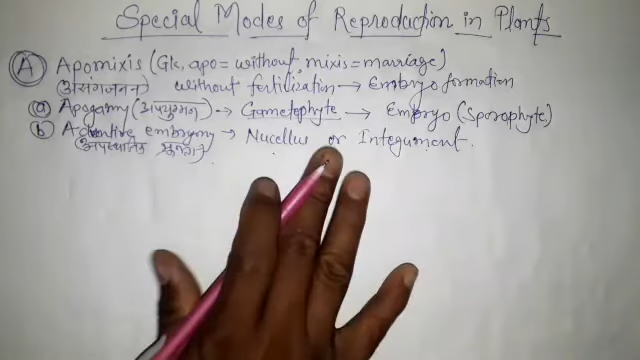 Special Modes of Reproduction in Plants
(A) Apomixis (Gk, apo = without, mixis = marriage)
(असंगजनन) without fertilization → Embryo formation
(a) Apogamy (अपयुग्मन) → Gametophyte → Embryo (Sporophyte)
(b) Adventive embryony → Nucellus or Integument.